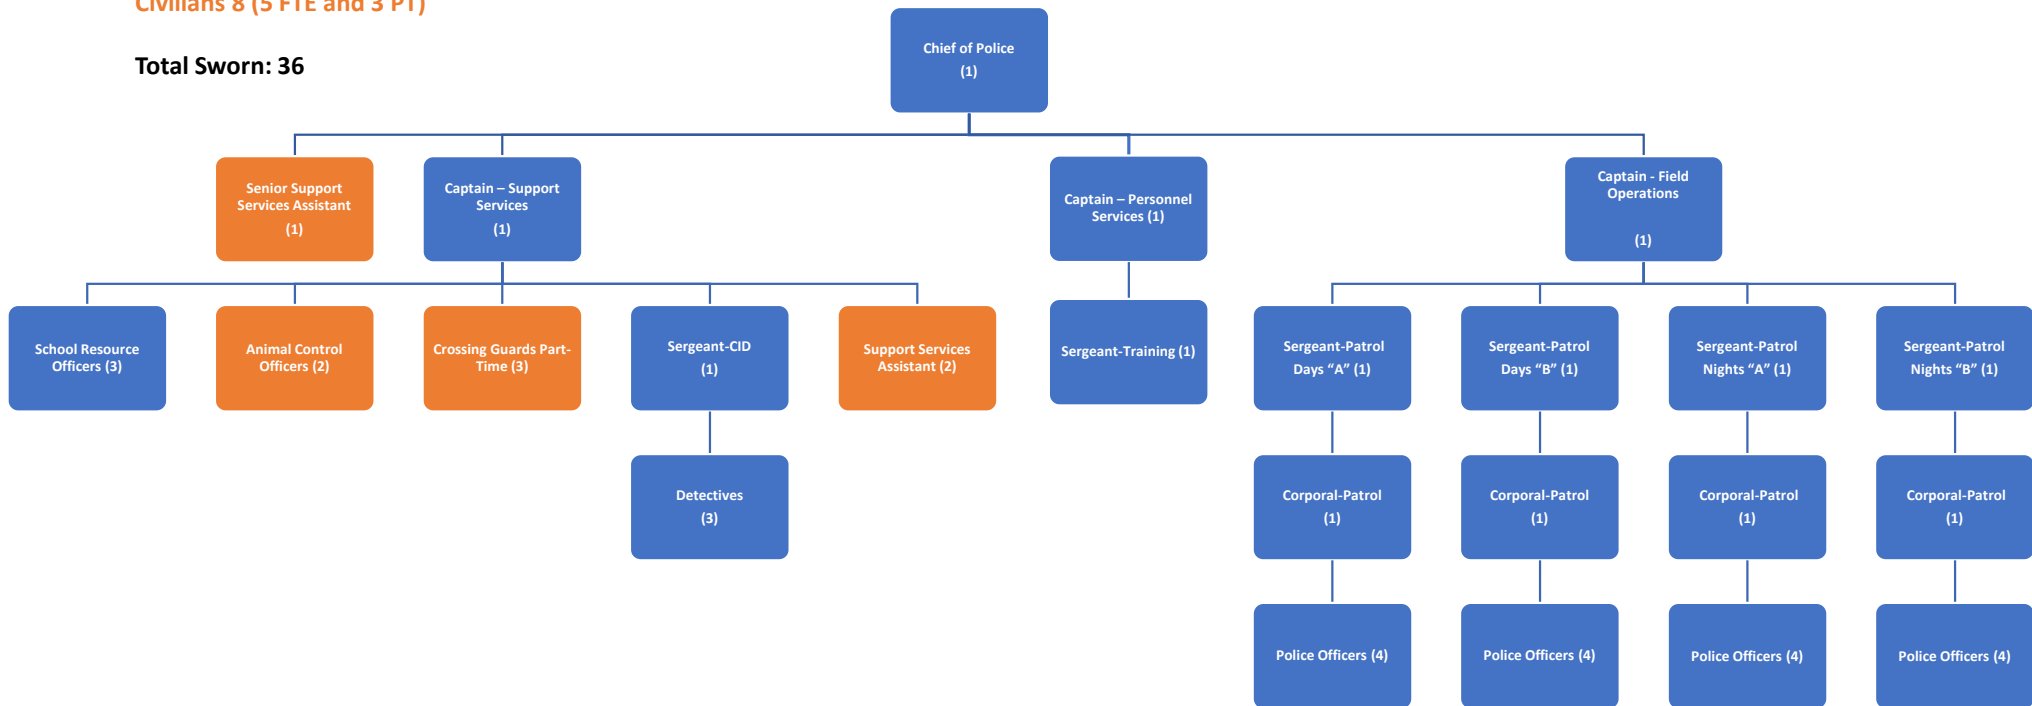 Civilians 8 (5 FTE and 3 PT)
Total Sworn: 36
Chief of Police
(1)
Senior Support
Services Assistant
(1)
Captain – Support
Services
(1)
Captain – Personnel
Services (1)
Captain - Field
Operations
(1)
School Resource
Officers (3)
Animal Control
Officers (2)
Crossing Guards Part-
Time (3)
Sergeant-CID
(1)
Support Services
Assistant (2)
Sergeant-Training (1)
Sergeant-Patrol
Days “A” (1)
Sergeant-Patrol
Days “B” (1)
Sergeant-Patrol
Nights “A” (1)
Sergeant-Patrol
Nights “B” (1)
Detectives
(3)
Corporal-Patrol
(1)
Corporal-Patrol
(1)
Corporal-Patrol
(1)
Corporal-Patrol
(1)
Police Officers (4)
Police Officers (4)
Police Officers (4)
Police Officers (4)